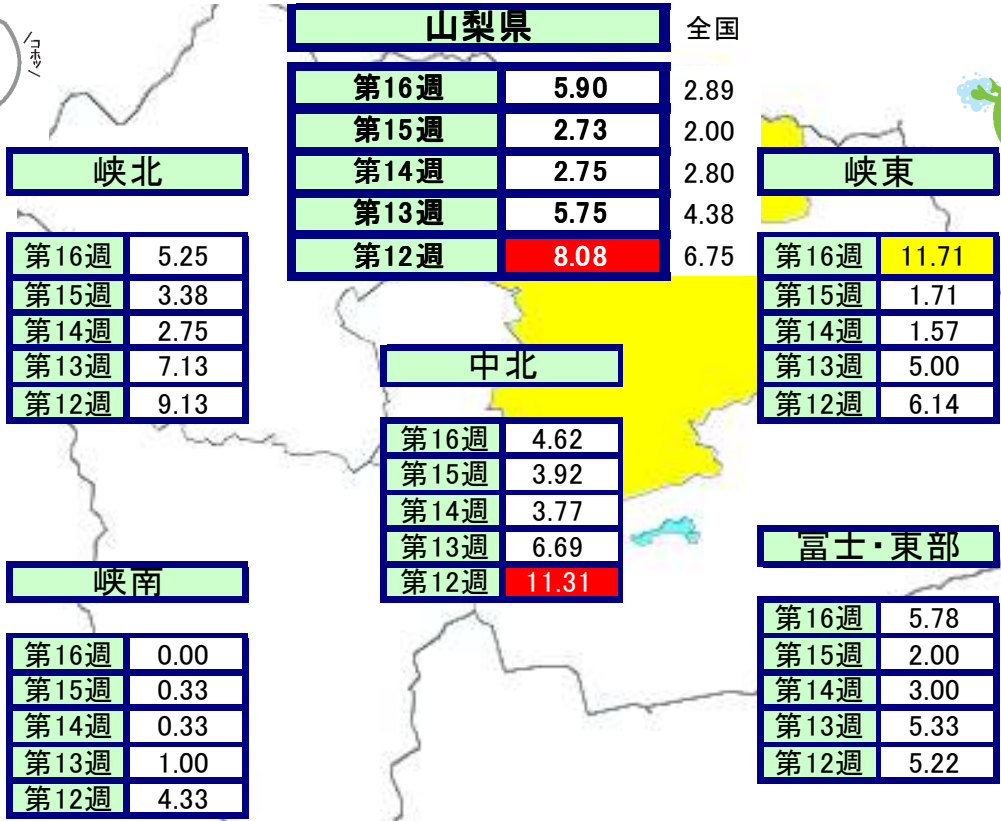 コホッ
山梨県 全国
第16週 5.90 2.89
第15週 2.73 2.00
第14週 2.75 2.80
第13週 5.75 4.38
第12週 8.08 6.75
峡北
第16週 5.25
第15週 3.38
第14週 2.75
第13週 7.13
第12週 9.13
峡東
第16週 11.71
第15週 1.71
第14週 1.57
第13週 5.00
第12週 6.14
中北
第16週 4.62
第15週 3.92
第14週 3.77
第13週 6.69
第12週 11.31
峡南
第16週 0.00
第15週 0.33
第14週 0.33
第13週 1.00
第12週 4.33
富士・東部
第16週 5.78
第15週 2.00
第14週 3.00
第13週 5.33
第12週 5.22